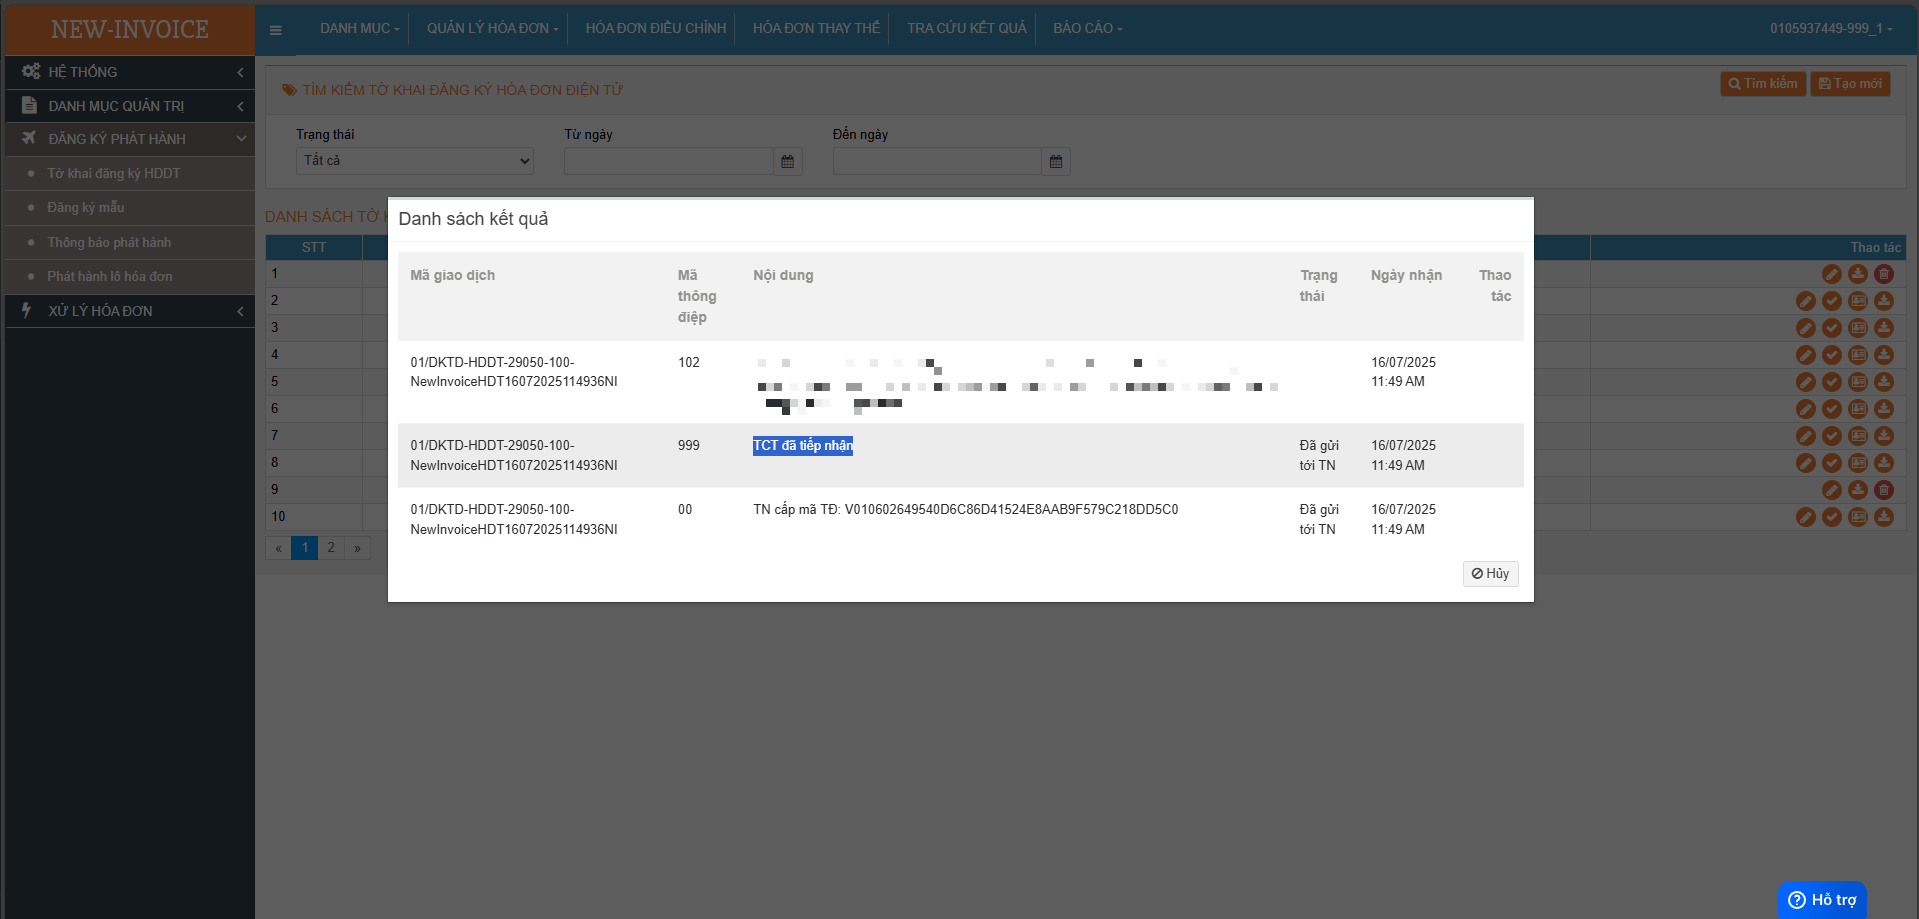 NEW-INVOICE
DANH MỤC
QUẢN LÝ HÓA ĐƠN
HÓA ĐƠN ĐIỀU CHỈNH
HÓA ĐƠN THAY THẾ
TRA CỨU KẾT QUẢ
BÁO CÁO
0105937449-999_1
HỆ THỐNG
DANH MỤC QUẢN TRỊ
ĐĂNG KÝ PHÁT HÀNH
Tờ khai đăng ký HDDT
Đăng ký mẫu
Thông báo phát hành
Phát hành lô hóa đơn
XỬ LÝ HÓA ĐƠN
TÌM KIẾM TỜ KHAI ĐĂNG KÝ HÓA ĐƠN ĐIỆN TỬ
Tìm kiếm
Tạo mới
Trạng thái
Từ ngày
Đến ngày
Tất cả
DANH SÁCH TỜ
STT
Thao tác
1
2
3
4
5
6
7
8
9
10
« 1 2 »
Danh sách kết quả
Mã giao dịch
Mã thông điệp
Nội dung
Trạng thái
Ngày nhận
Thao tác
01/DKTD-HDDT-29050-100-
NewInvoiceHDT16072025114936NI
102
16/07/2025
11:49 AM
01/DKTD-HDDT-29050-100-
NewInvoiceHDT16072025114936NI
999
TCT đã tiếp nhận
Đã gửi
tới TN
16/07/2025
11:49 AM
01/DKTD-HDDT-29050-100-
NewInvoiceHDT16072025114936NI
00
TN cấp mã TĐ: V010602649540D6C86D41524E8AAB9F579C218DD5C0
Đã gửi
tới TN
16/07/2025
11:49 AM
Hủy
Hỗ trợ